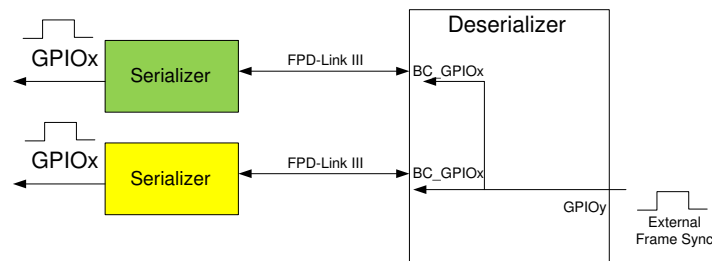 Deserializer
GPIOx
Serializer
FPD-Link III
BC_GPIOx
GPIOx
Serializer
FPD-Link III
BC_GPIOx
GPIOy
External
Frame Sync